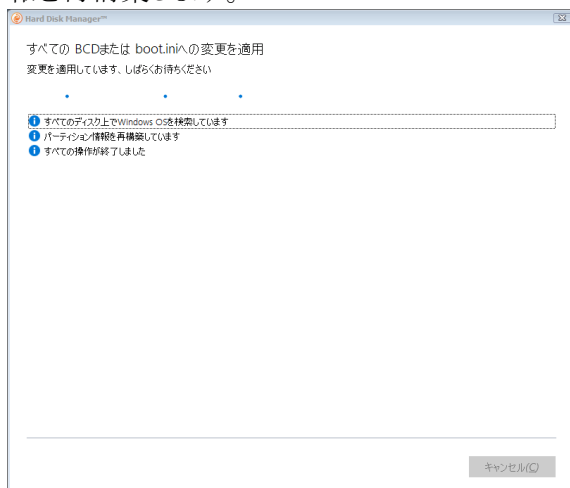 Hard Disk Manager™
すべての BCDまたは boot.iniへの変更を適用
変更を適用しています、しばらくお待ちください
すべてのディスク上でWindows OSを検索しています
パーティション情報を再構築しています
すべての操作が終了しました
キャンセル(C)